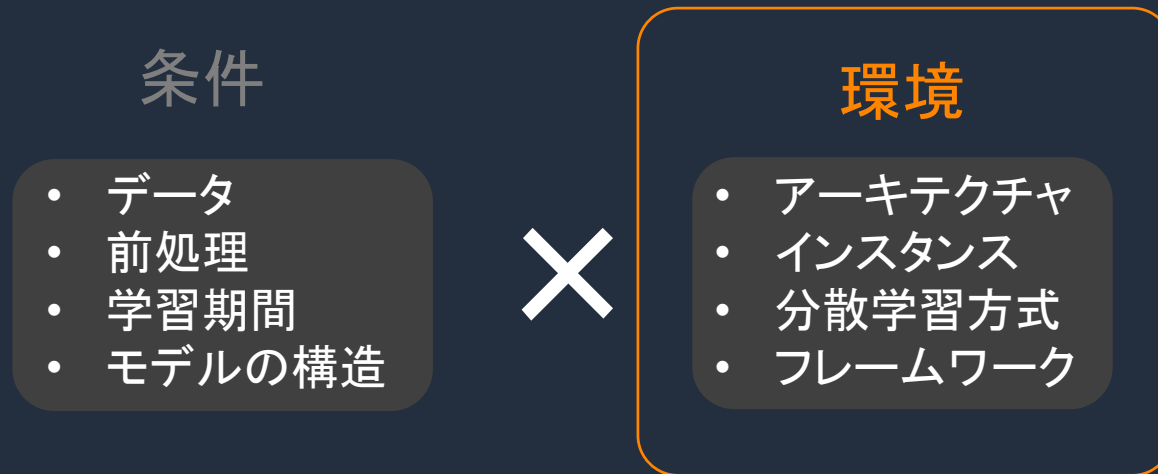 条件
• データ
• 前処理
• 学習期間
• モデルの構造
×
環境
• アーキテクチャ
• インスタンス
• 分散学習方式
• フレームワーク